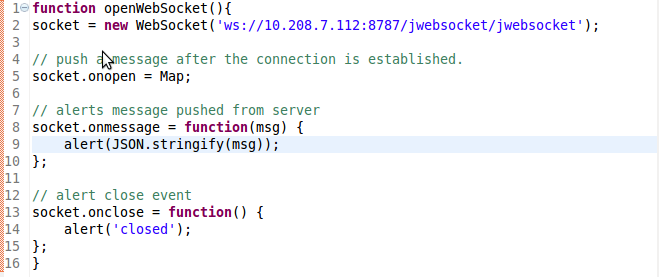 1 function openWebSocket(){
2 socket = new WebSocket('ws://10.208.7.112:8787/jwebsocket/jwebsocket');
3
4 // push a message after the connection is established.
5 socket.onopen = Map;
6
7 // alerts message pushed from server
8 socket.onmessage = function(msg) {
9     alert(JSON.stringify(msg));
10 };
11
12 // alert close event
13 socket.onclose = function() {
14     alert('closed');
15 };
16 }